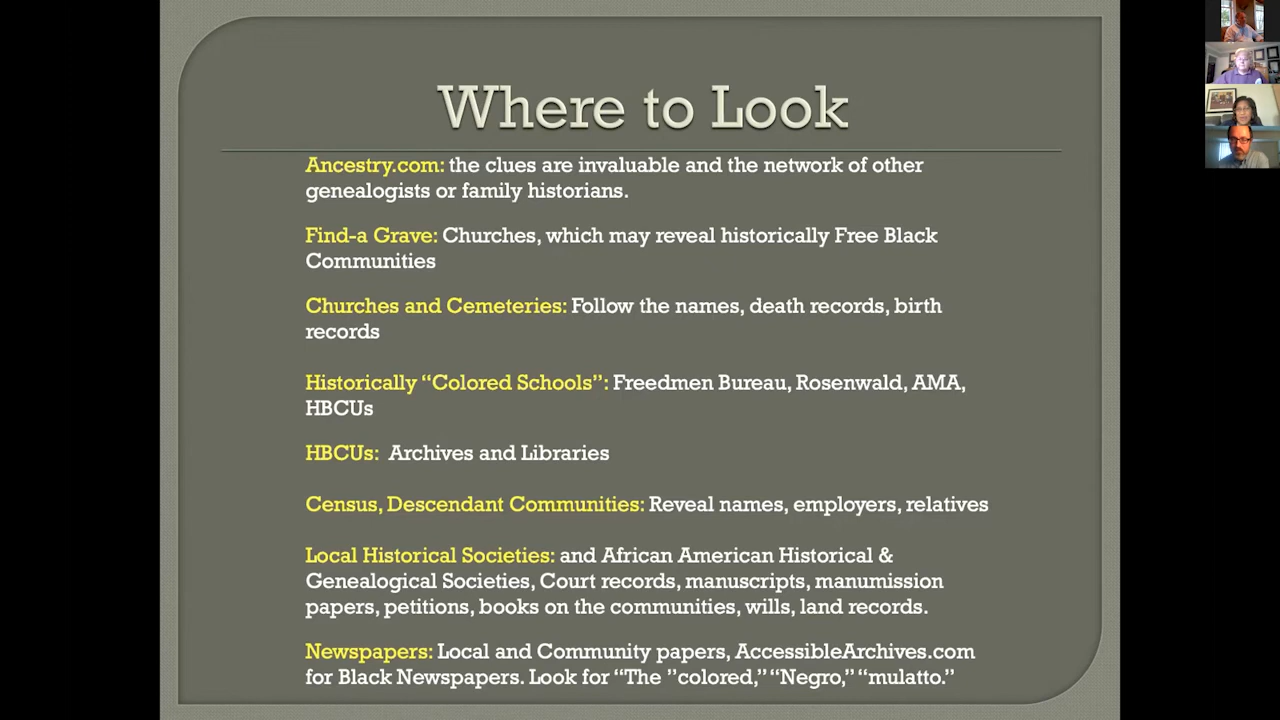 Where to Look
Ancestry.com: the clues are invaluable and the network of other
genealogists or family historians.
Find-a Grave: Churches, which may reveal historically Free Black
Communities
Churches and Cemeteries: Follow the names, death records, birth
records
Historically “Colored Schools”: Freedmen Bureau, Rosenwald, AMA,
HBCUs
HBCUs: Archives and Libraries
Census, Descendant Communities: Reveal names, employers, relatives
Local Historical Societies: and African American Historical &
Genealogical Societies, Court records, manuscripts, manumission
papers, petitions, books on the communities, wills, land records.
Newspapers: Local and Community papers, AccessibleArchives.com
for Black Newspapers. Look for “The ”colored,” “Negro,” “mulatto.”